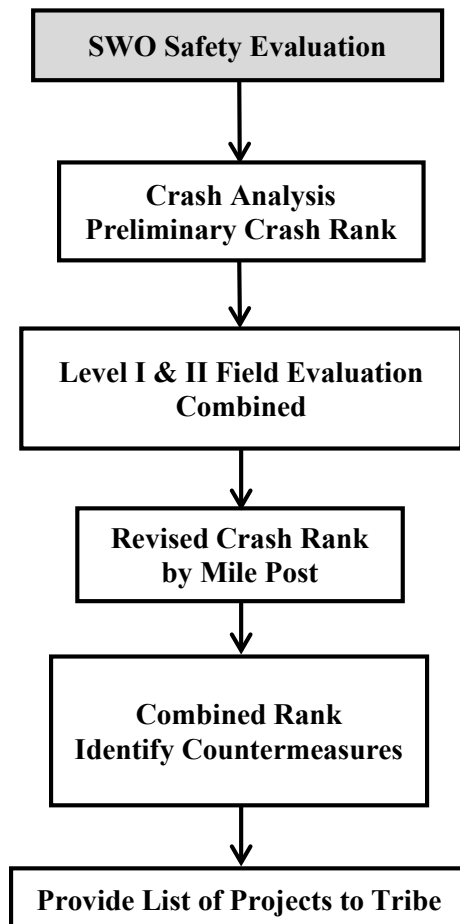 SWO Safety Evaluation
Crash Analysis
Preliminary Crash Rank
Level I & II Field Evaluation
Combined
Revised Crash Rank
by Mile Post
Combined Rank
Identify Countermeasures
Provide List of Projects to Tribe